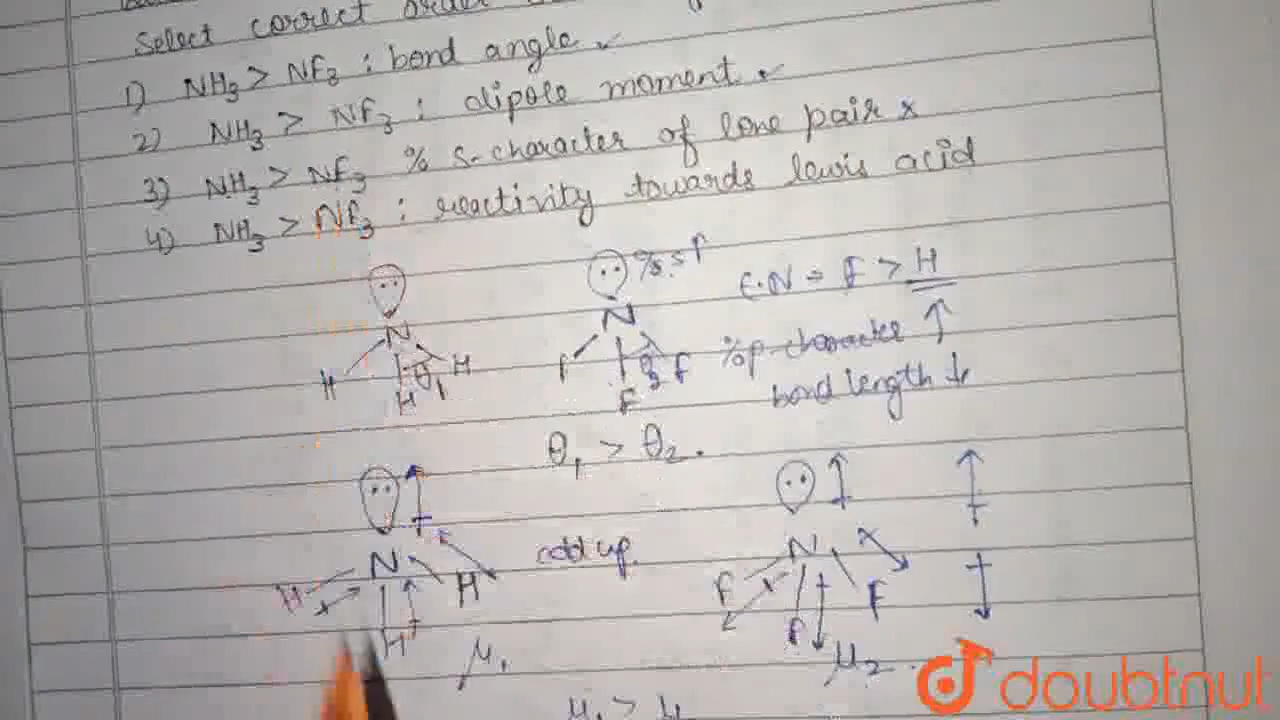 Select correct order
1) NH3 > NF3 : bond angle ✓
2) NH3 > NF3 : dipole moment ✓
3) NH3 > NF3 % s-character of lone pair x
4) NH3 > NF3 : reactivity towards lewis acid
N
H
H
H
θ1
% s↑
N
F
F
F
θ2
E.N → F > H
%p-character ↑
bond length ↓
θ1 > θ2.
N
H
H
H
add up.
μ1
N
F
F
F
μ2.
μ1 > μ
doubtnut